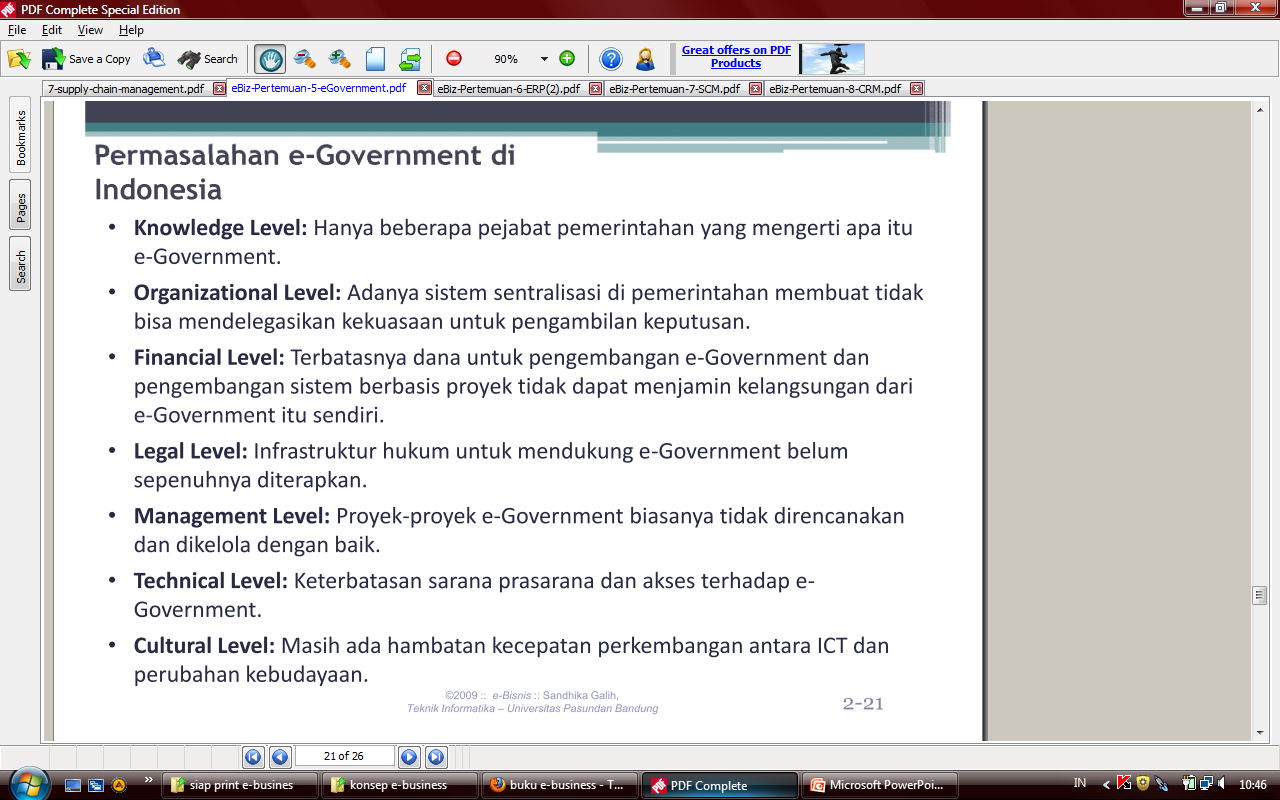 PDF Complete Special Edition
File Edit View Help
Save a Copy Search 90% Great offers on PDF
Products
7-supply-chain-management.pdf eBiz-Pertemuan-5-eGovernment.pdf eBiz-Pertemuan-6-ERP(2).pdf eBiz-Pertemuan-7-SCM.pdf eBiz-Pertemuan-8-CRM.pdf
Bookmarks
Pages
Search
Permasalahan e-Government di
Indonesia
• Knowledge Level: Hanya beberapa pejabat pemerintahan yang mengerti apa itu
e-Government.
• Organizational Level: Adanya sistem sentralisasi di pemerintahan membuat tidak
bisa mendelegasikan kekuasaan untuk pengambilan keputusan.
• Financial Level: Terbatasnya dana untuk pengembangan e-Government dan
pengembangan sistem berbasis proyek tidak dapat menjamin kelangsungan dari
e-Government itu sendiri.
• Legal Level: Infrastruktur hukum untuk mendukung e-Government belum
sepenuhnya diterapkan.
• Management Level: Proyek-proyek e-Government biasanya tidak direncanakan
dan dikelola dengan baik.
• Technical Level: Keterbatasan sarana prasarana dan akses terhadap e-
Government.
• Cultural Level: Masih ada hambatan kecepatan perkembangan antara ICT dan
perubahan kebudayaan.
©2009 :: e-Bisnis :: Sandhika Galih,
Teknik Informatika – Universitas Pasundan Bandung
2-21
21 of 26
siap print e-busines konsep e-business buku e-business - T... PDF Complete Microsoft PowerPoi... IN 10:46